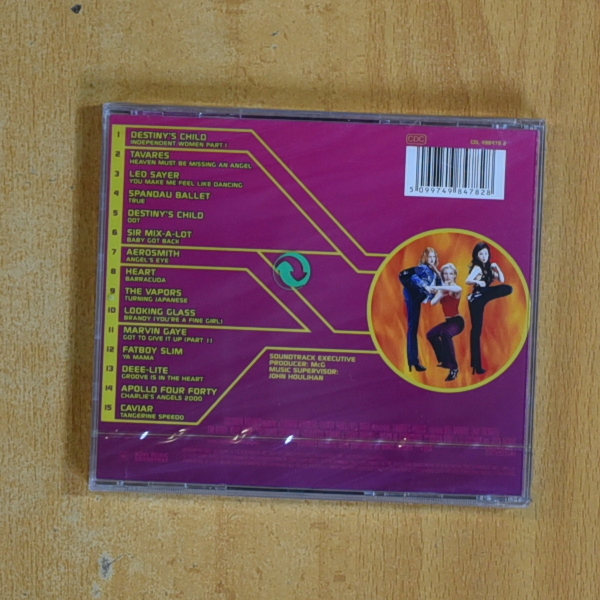 1 DESTINY'S CHILD
INDEPENDENT WOMEN PART I
2 TAVARES
HEAVEN MUST BE MISSING AN ANGEL
3 LEO SAYER
YOU MAKE ME FEEL LIKE DANCING
4 SPANDAU BALLET
TRUE
5 DESTINY'S CHILD
DOT
6 SIR MIX-A-LOT
BABY GOT BACK
7 AEROSMITH
ANGEL'S EYE
8 HEART
BARRACUDA
9 THE VAPORS
TURNING JAPANESE
10 LOOKING GLASS
BRANDY (YOU'RE A FINE GIRL)
11 MARVIN GAYE
GOT TO GIVE IT UP (PART 1)
12 FATBOY SLIM
YA MAMA
13 DEEE-LITE
GROOVE IS IN THE HEART
14 APOLLO FOUR FORTY
CHARLIE'S ANGELS 2000
15 CAVIAR
TANGERINE SPEEDO
SOUNDTRACK EXECUTIVE
PRODUCER: McG
MUSIC SUPERVISOR:
JOHN HOULIHAN
CDC
COL 498478 2
5 099749 847828